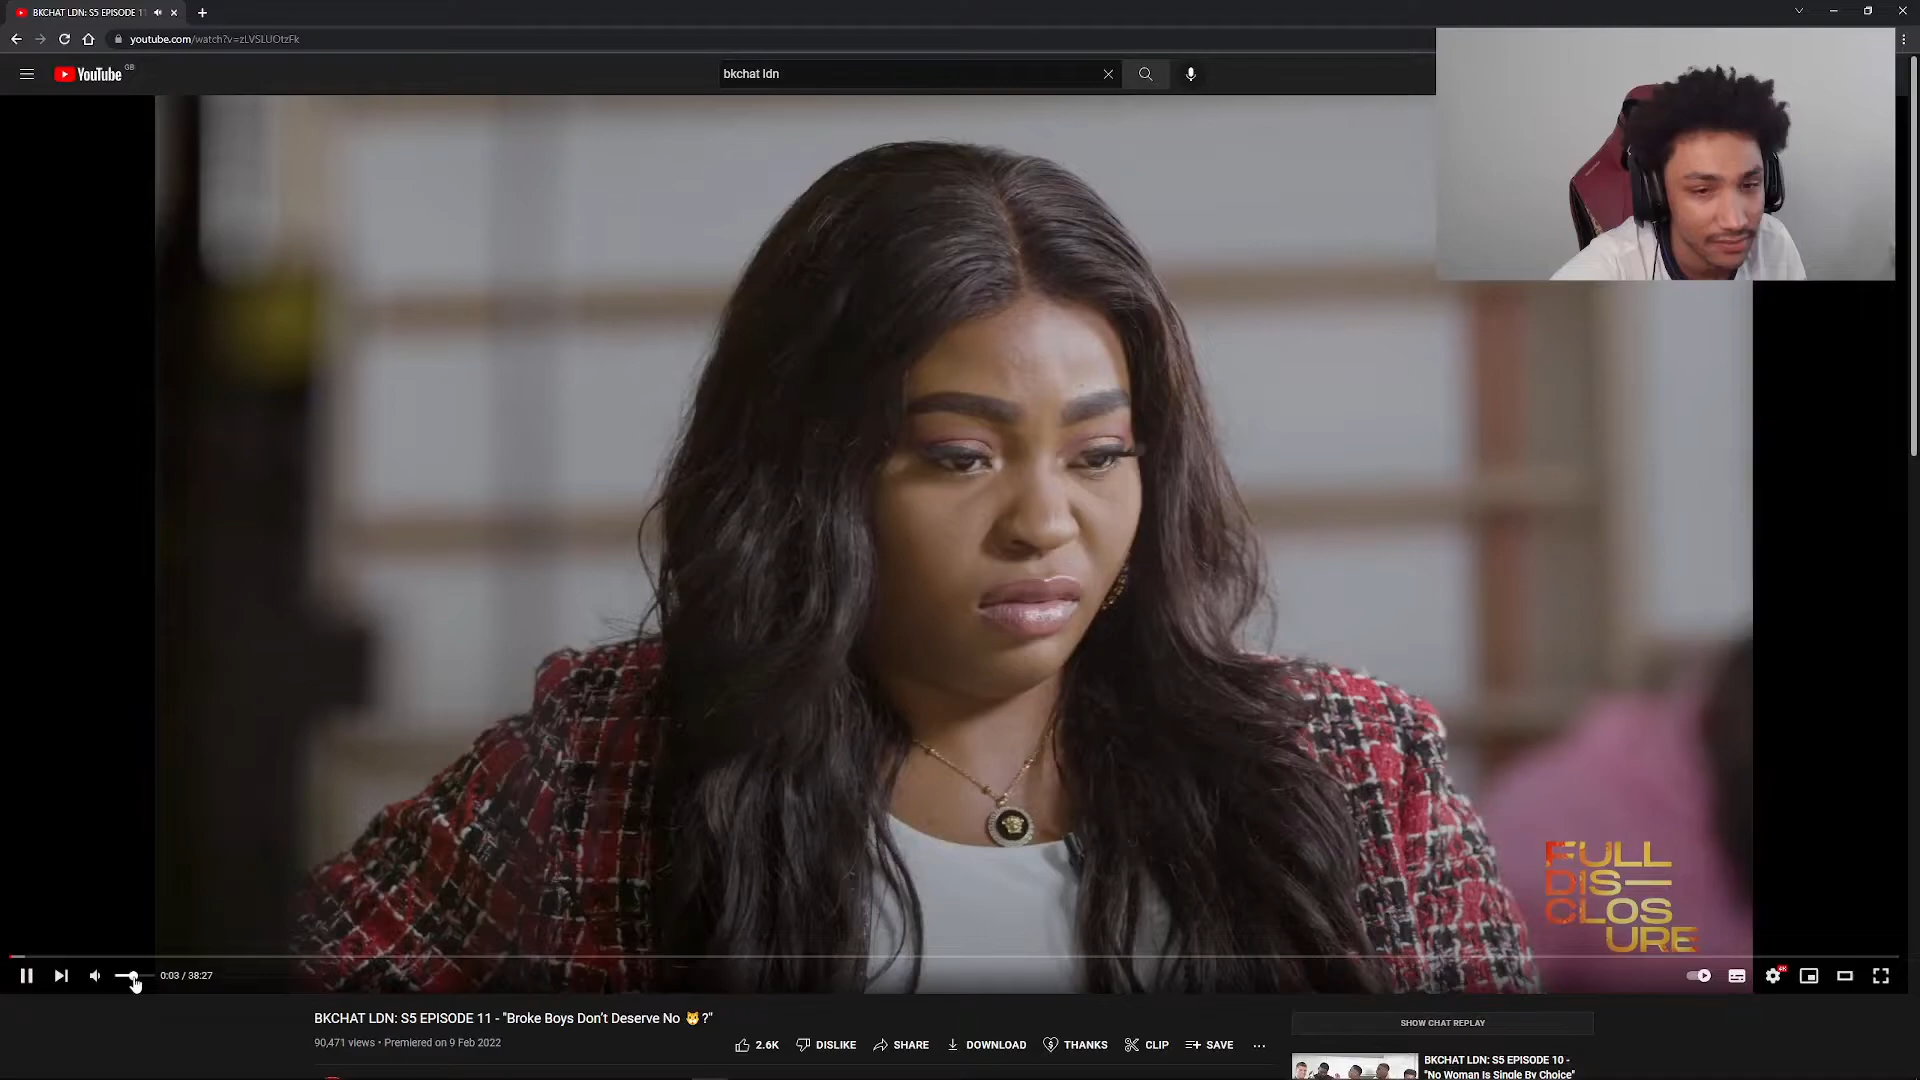 BKCHAT LDN: S5 EPISODE 11
youtube.com/watch?v=zLVSLUOtzFk
YouTube GB
bkchat ldn
FULL
DIS—
CLOS
URE
0:03 / 38:27
4K
BKCHAT LDN: S5 EPISODE 11 - "Broke Boys Don't Deserve No 🐱?"
90,471 views • Premiered on 9 Feb 2022
2.6K DISLIKE SHARE DOWNLOAD THANKS CLIP SAVE ...
SHOW CHAT REPLAY
BKCHAT LDN: S5 EPISODE 10 -
"No Woman Is Single By Choice"